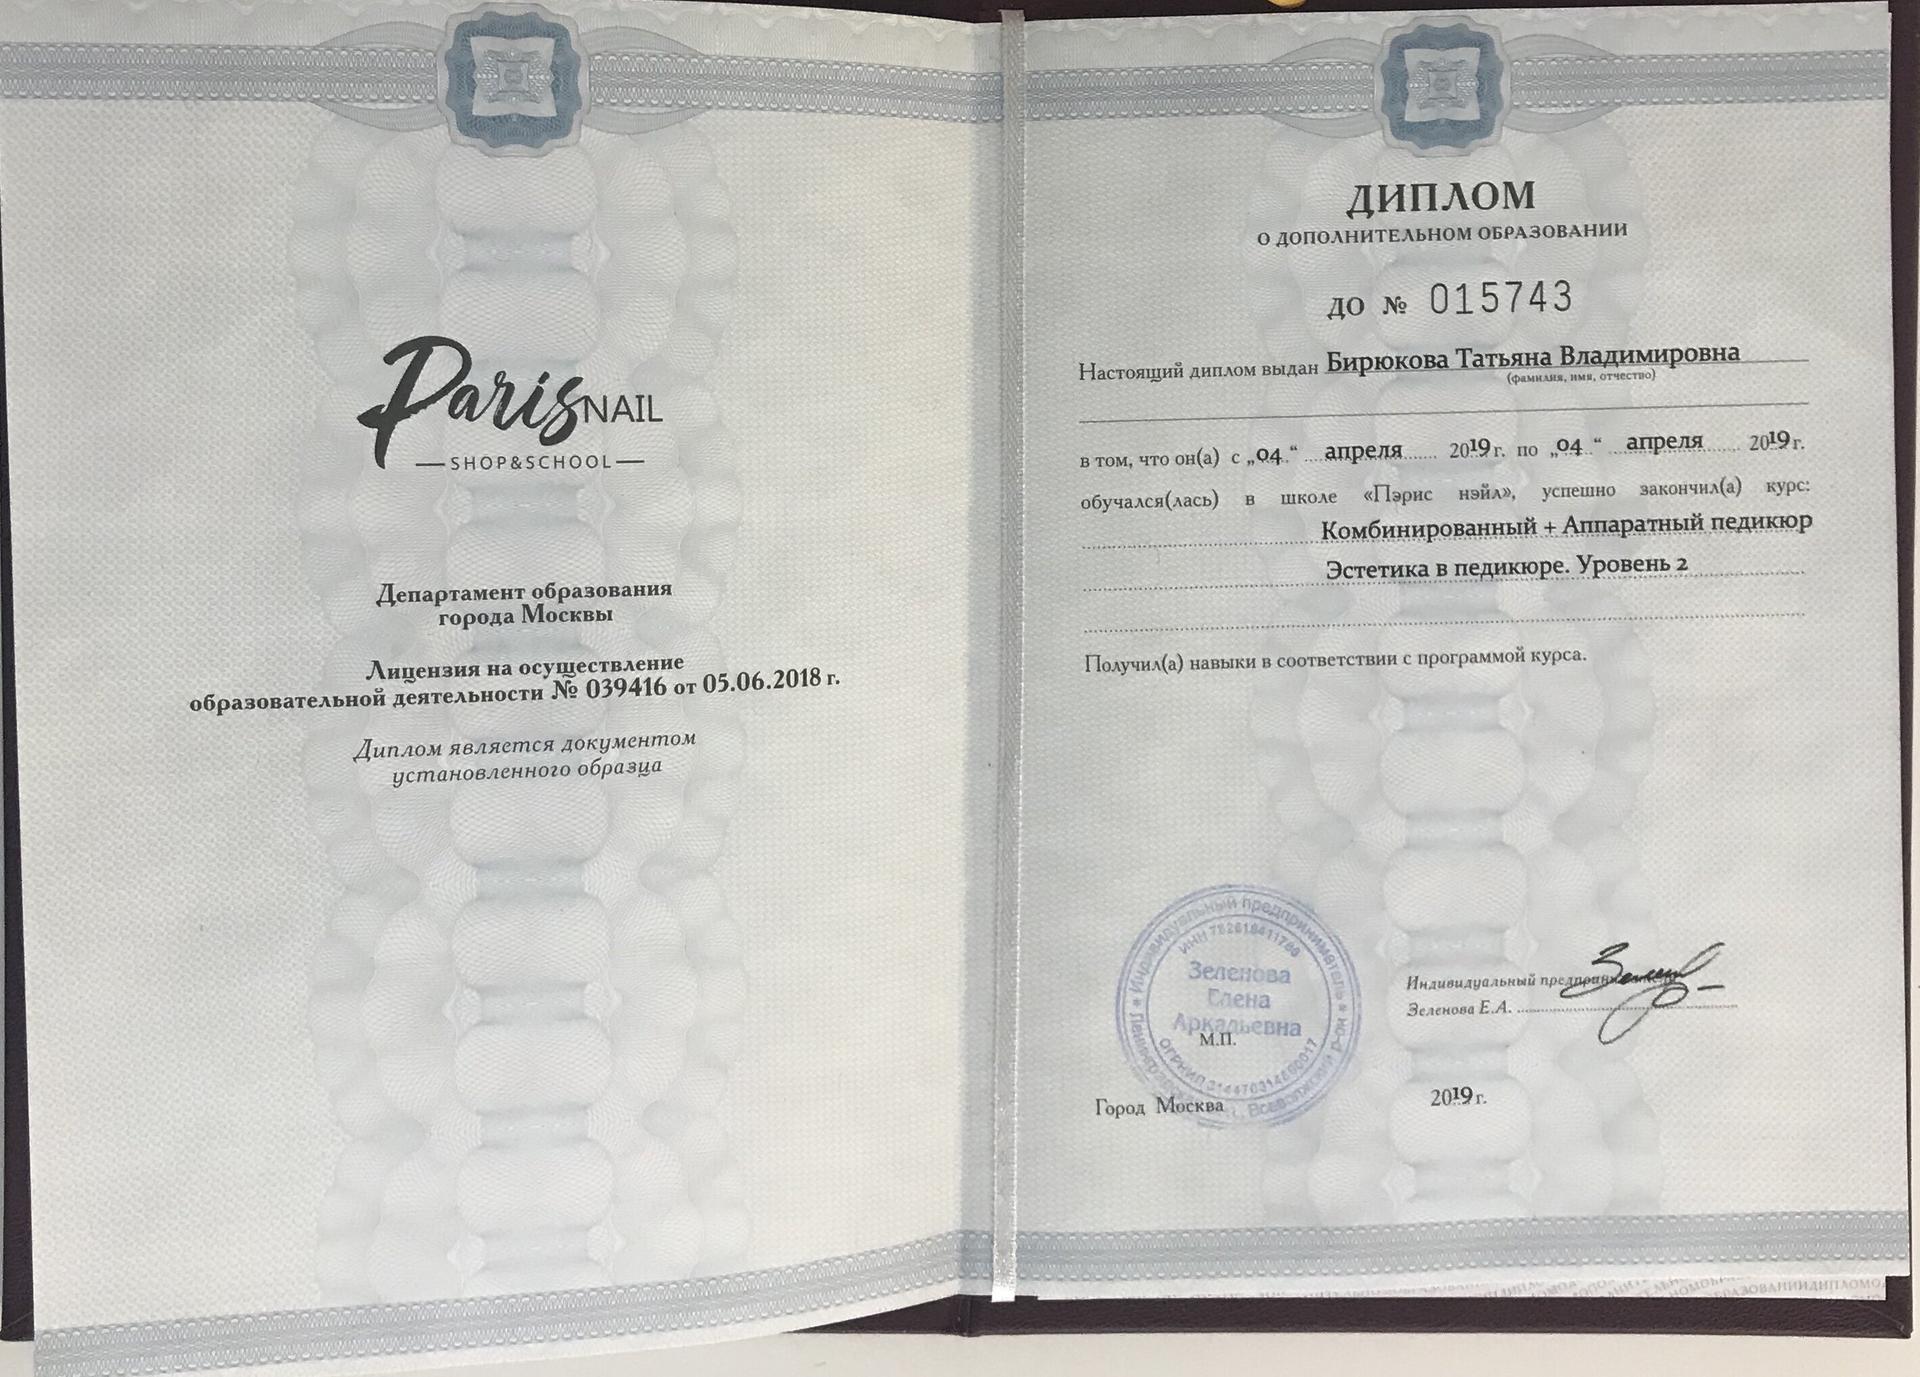 Paris NAIL
SHOP&SCHOOL
Департамент образования
города Москвы
Лицензия на осуществление
образовательной деятельности № 039416 от 05.06.2018 г.
Диплом является документом
установленного образца
ДИПЛОМ
О ДОПОЛНИТЕЛЬНОМ ОБРАЗОВАНИИ
ДО № 015743
Настоящий диплом выдан Бирюкова Татьяна Владимировна
(фамилия, имя, отчество)
в том, что он(а) с „04“ апреля 2019 г. по „04“ апреля 2019 г.
обучался(лась) в школе «Пэрис нэйл», успешно закончил(а) курс:
Комбинированный + Аппаратный педикюр
Эстетика в педикюре. Уровень 2
Получил(а) навыки в соответствии с программой курса.
Индивидуальный предприниматель
ИНН
Зеленова
Елена
Аркадьевна
М.П.
ОГРНИП
Индивидуальный
Зеленова Е.А.
Город Москва
2019 г.